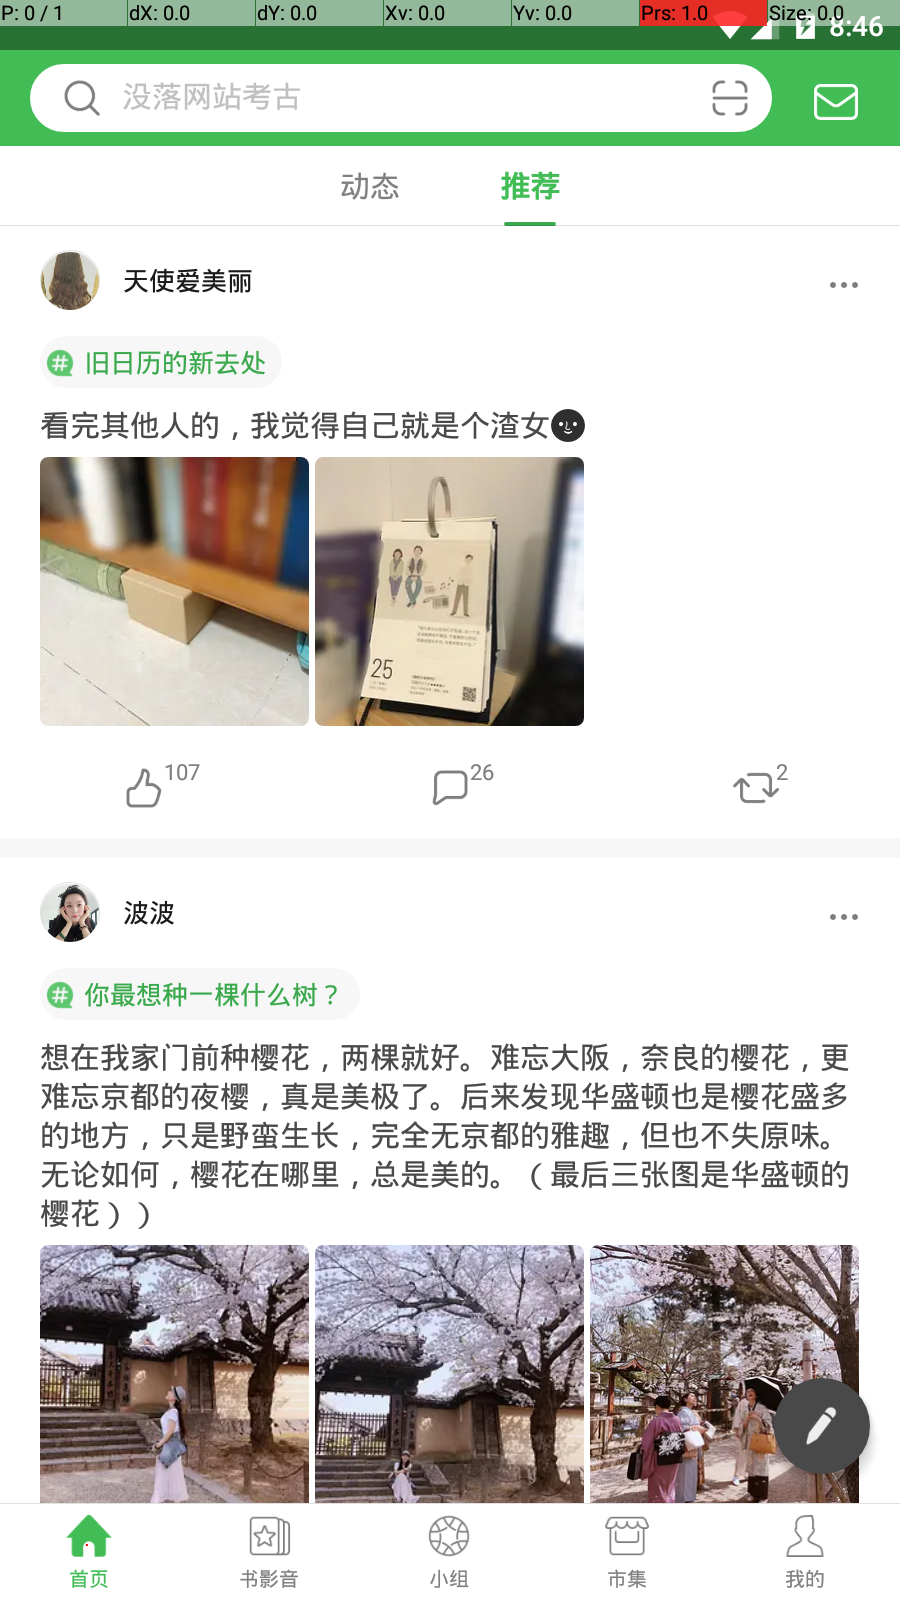 P: 0 / 1 dX: 0.0 dY: 0.0 Xv: 0.0 Yv: 0.0 Prs: 1.0 Size: 0.0
8:46
没落网站考古
动态 推荐
天使爱美丽
旧日历的新去处
看完其他人的，我觉得自己就是个渣女
25
107 26 2
波波
你最想种一棵什么树？
想在我家门前种樱花，两棵就好。难忘大阪，奈良的樱花，更
难忘京都的夜樱，真是美极了。后来发现华盛顿也是樱花盛多
的地方，只是野蛮生长，完全无京都的雅趣，但也不失原味。
无论如何，樱花在哪里，总是美的。（最后三张图是华盛顿的
樱花））
首页 书影音 小组 市集 我的